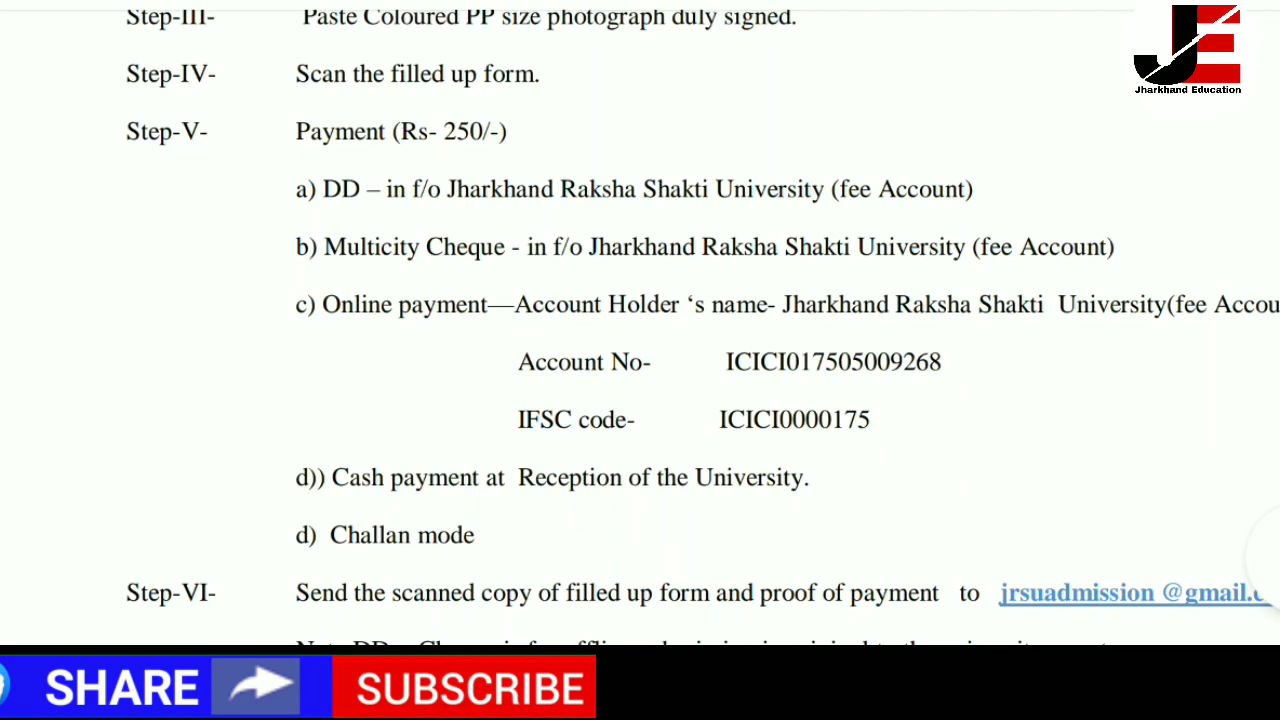 Step-III- Paste Coloured PP size photograph duly signed.
JE
Jharkhand Education
Step-IV- Scan the filled up form.
Step-V- Payment (Rs- 250/-)
a) DD – in f/o Jharkhand Raksha Shakti University (fee Account)
b) Multicity Cheque - in f/o Jharkhand Raksha Shakti University (fee Account)
c) Online payment—Account Holder ‘s name- Jharkhand Raksha Shakti University(fee Accou
Account No- ICICI017505009268
IFSC code- ICICI0000175
d)) Cash payment at Reception of the University.
d) Challan mode
Step-VI- Send the scanned copy of filled up form and proof of payment to jrsuadmission @gmail.c
SHARE SUBSCRIBE